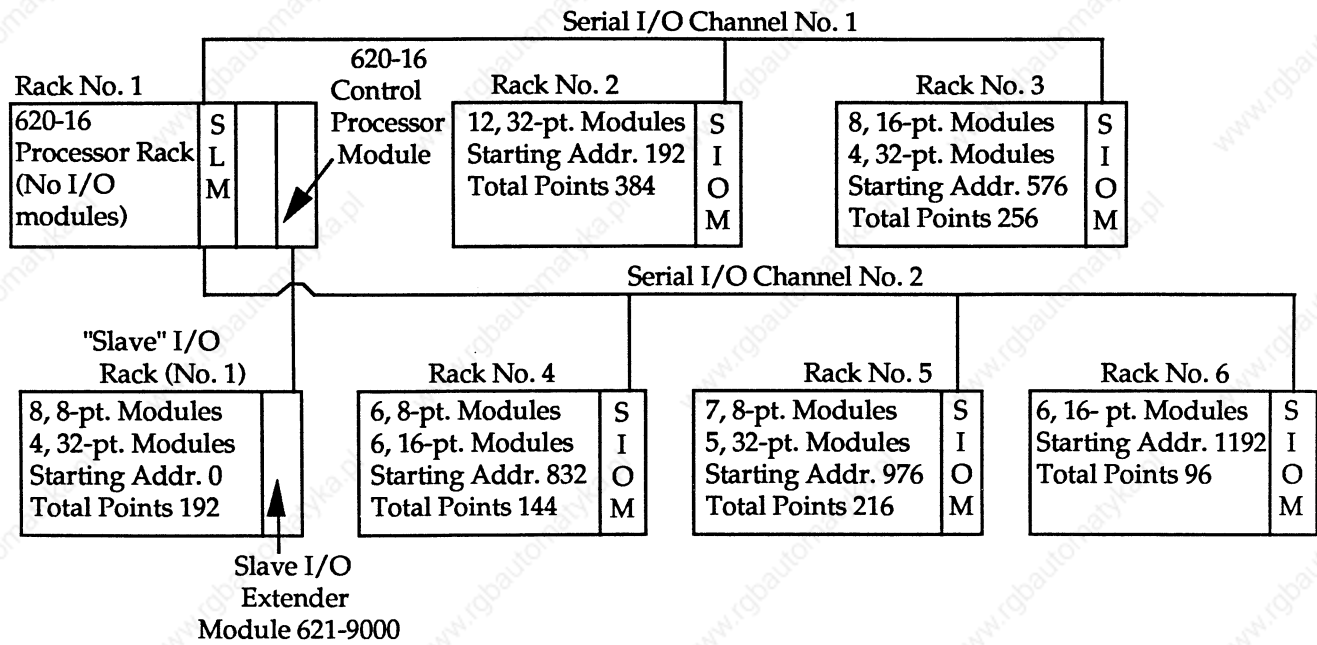 Serial I/O Channel No. 1
Rack No. 1
620-16
Processor Rack
(No I/O
modules)
S
L
M
620-16
Control
Processor
Module
Rack No. 2
12, 32-pt. Modules
Starting Addr. 192
Total Points 384
S
I
O
M
Rack No. 3
8, 16-pt. Modules
4, 32-pt. Modules
Starting Addr. 576
Total Points 256
S
I
O
M
Serial I/O Channel No. 2
"Slave" I/O
Rack (No. 1)
8, 8-pt. Modules
4, 32-pt. Modules
Starting Addr. 0
Total Points 192
Slave I/O
Extender
Module 621-9000
Rack No. 4
6, 8-pt. Modules
6, 16-pt. Modules
Starting Addr. 832
Total Points 144
S
I
O
M
Rack No. 5
7, 8-pt. Modules
5, 32-pt. Modules
Starting Addr. 976
Total Points 216
S
I
O
M
Rack No. 6
6, 16- pt. Modules
Starting Addr. 1192
Total Points 96
S
I
O
M
www.rgbautomatyka.pl